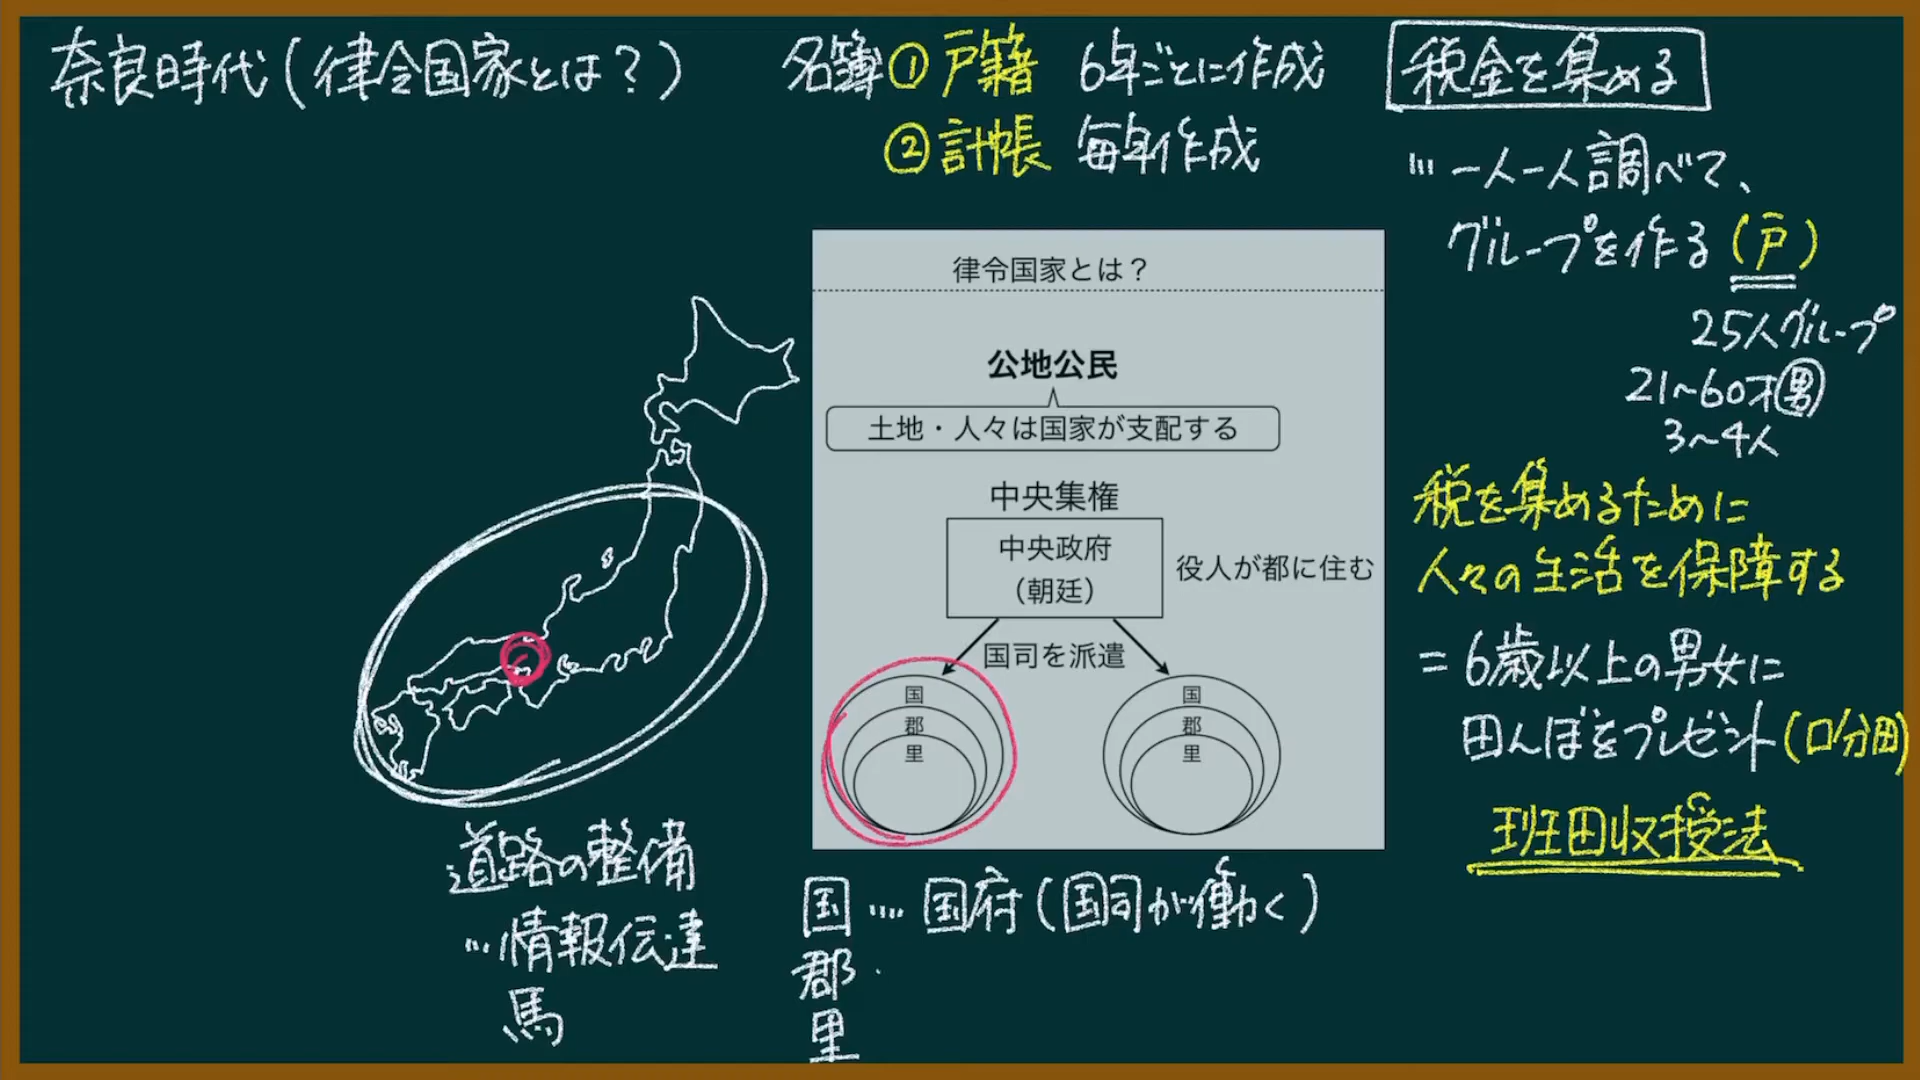 奈良時代(律令国家とは？)
名簿①戸籍 6年ごとに作成
②計帳 毎年作成
税金を集める
…一人一人調べて、
グループを作る(戸)
25人グループ
21～60才男
3～4人
税を集めるために
人々の生活を保障する
＝6歳以上の男女に
田んぼをプレゼント(口分田)
班田収授法
律令国家とは？
公地公民
土地・人々は国家が支配する
中央集権
中央政府
（朝廷）
役人が都に住む
国司を派遣
国
郡
里
国
郡
里
道路の整備
…情報伝達
馬
国…国府(国司が働く)
郡・
里